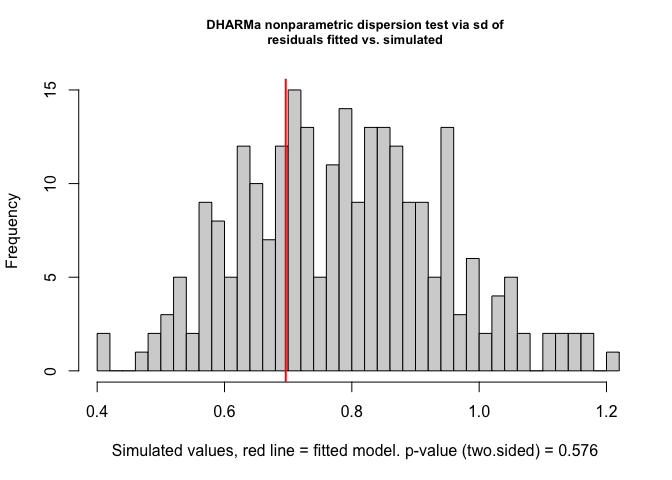 DHARMa nonparametric dispersion test via sd of
residuals fitted vs. simulated
Frequency
15
10
5
0
0.4 0.6 0.8 1.0 1.2
Simulated values, red line = fitted model. p-value (two.sided) = 0.576